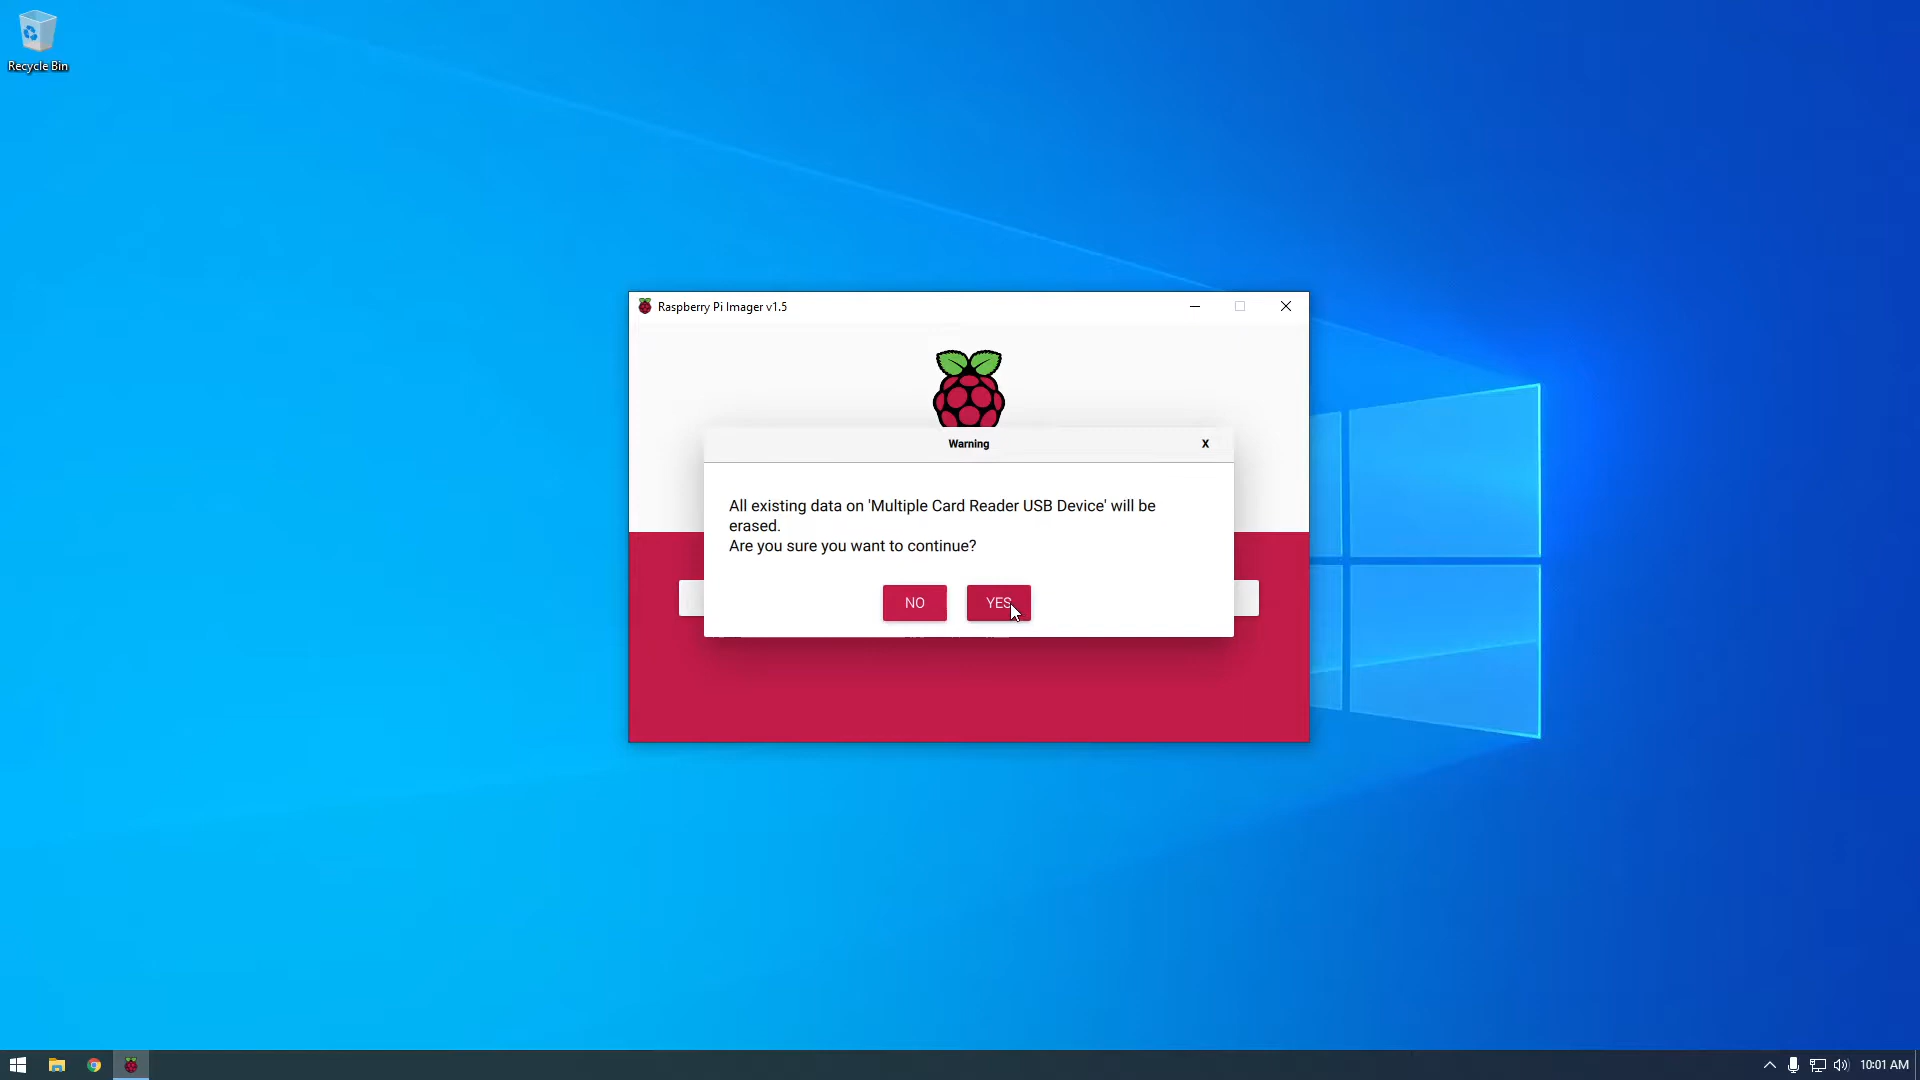 Recycle Bin
Raspberry Pi Imager v1.5
Warning
X
All existing data on 'Multiple Card Reader USB Device' will be
erased.
Are you sure you want to continue?
NO YES
10:01 AM